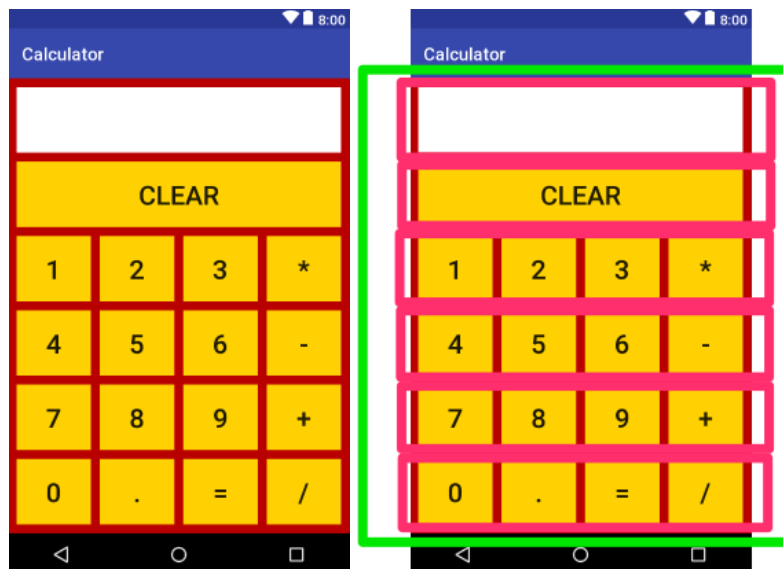 8:00
Calculator
CLEAR
1 2 3 *
4 5 6 -
7 8 9 +
0 . = /
8:00
Calculator
CLEAR
1 2 3 *
4 5 6 -
7 8 9 +
0 . = /